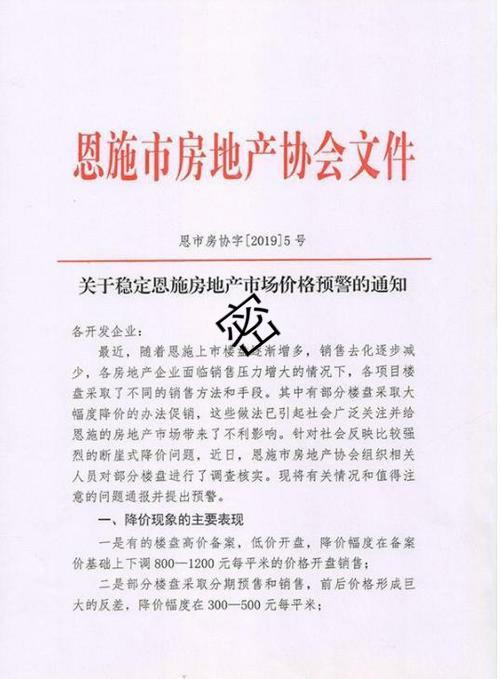 恩施市房地产协会文件
恩市房协字[2019]5号
关于稳定恩施房地产市场价格预警的通知
各开发企业：
密
最近，随着恩施上市楼盘逐渐增多，销售去化逐步减
少，各房地产企业面临销售压力增大的情况下，各项目楼
盘采取了不同的销售方法和手段。其中有部分楼盘采取大
幅度降价的办法促销，这些做法已引起社会广泛关注并给
恩施的房地产市场带来了不利影响。针对社会反映比较强
烈的断崖式降价问题，近日，恩施市房地产协会组织相关
人员对部分楼盘进行了调查核实。现将有关情况和值得注
意的问题通报并提出预警。
一、降价现象的主要表现
一是有的楼盘高价备案，低价开盘，降价幅度在备案
价基础上下调800—1200元每平米的价格开盘销售；
二是部分楼盘采取分期预售和销售，前后价格形成巨
大的反差，降价幅度在300—500元每平米；